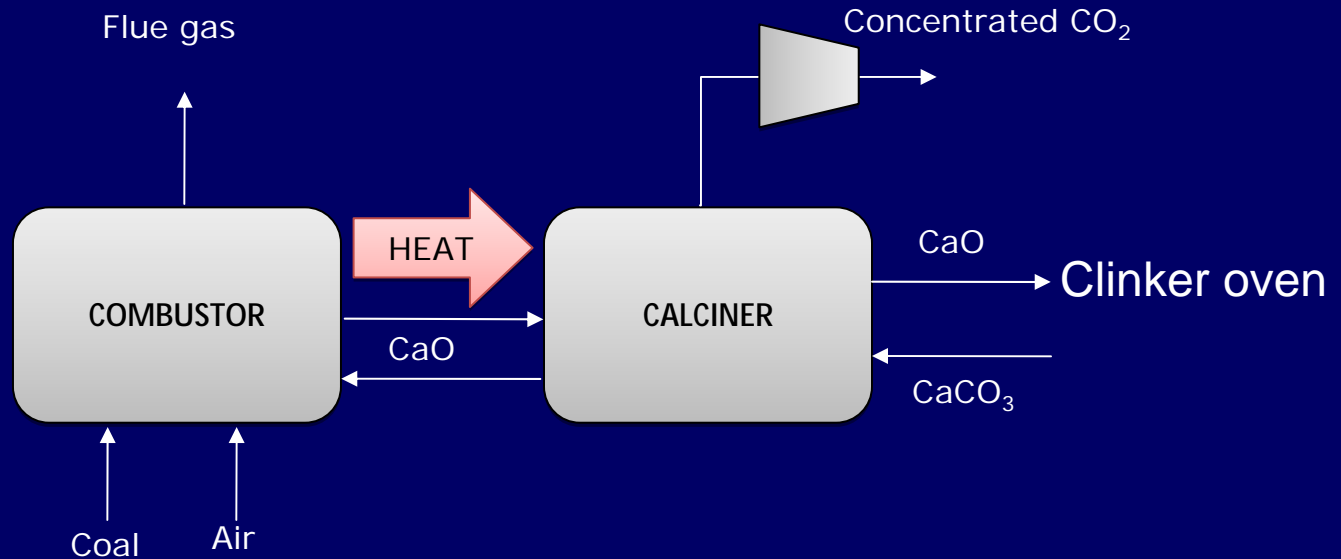 Flue gas
Concentrated CO₂
HEAT
COMBUSTOR
CaO
CALCINER
CaO
Clinker oven
CaCO₃
Coal
Air